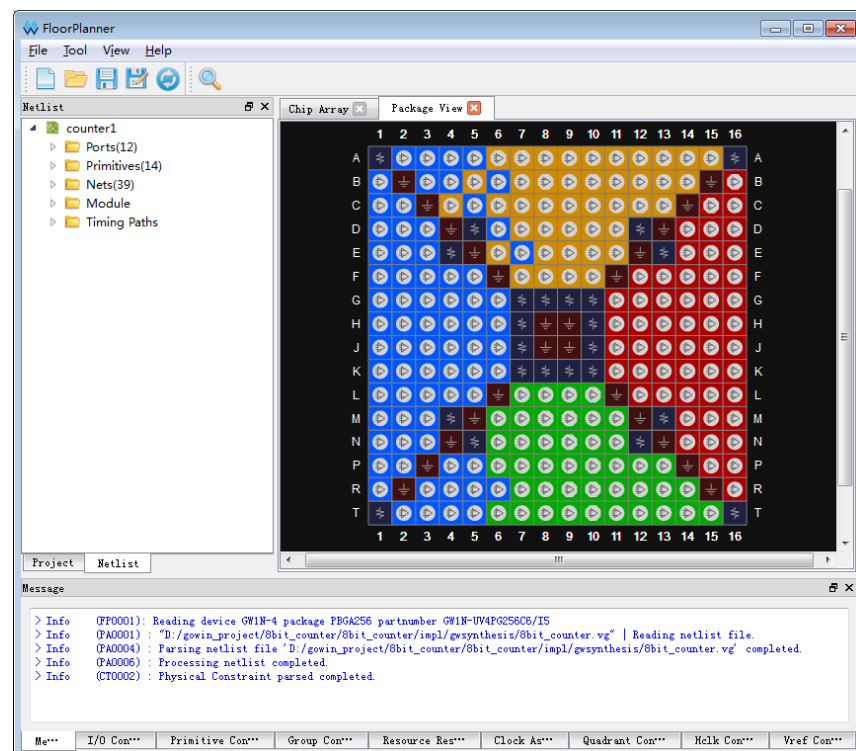 FloorPlanner
File Tool View Help
Netlist
Chip Array Package View
counter1
Ports(12)
Primitives(14)
Nets(39)
Module
Timing Paths
1 2 3 4 5 6 7 8 9 10 11 12 13 14 15 16
A A
B B
C C
D D
E E
F F
G G
H H
J J
K K
L L
M M
N N
P P
R R
T T
1 2 3 4 5 6 7 8 9 10 11 12 13 14 15 16
Project Netlist
Message
> Info (FP0001): Reading device GW1N-4 package PBGA256 partnumber GW1N-UV4PG256C6/I5
> Info (PA0001) : "D:/gowin_project/8bit_counter/8bit_counter/impl/gwsynthesis/8bit_counter.vg" | Reading netlist file.
> Info (PA0004) : Parsing netlist file 'D:/gowin_project/8bit_counter/8bit_counter/impl/gwsynthesis/8bit_counter.vg' completed.
> Info (PA0006) : Processing netlist completed.
> Info (CT0002) : Physical Constraint parsed completed.
Me··· I/O Con··· Primitive Con··· Group Con··· Resource Res··· Clock As··· Quadrant Con··· Hclk Con··· Vref Con···